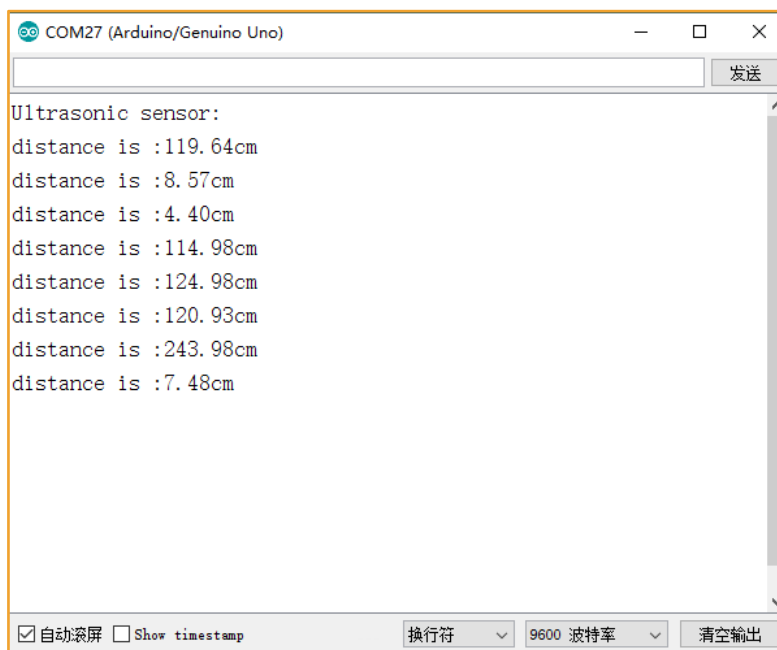 COM27 (Arduino/Genuino Uno)
发送
Ultrasonic sensor:
distance is :119.64cm
distance is :8.57cm
distance is :4.40cm
distance is :114.98cm
distance is :124.98cm
distance is :120.93cm
distance is :243.98cm
distance is :7.48cm
自动滚屏 Show timestamp 换行符 9600 波特率 清空输出